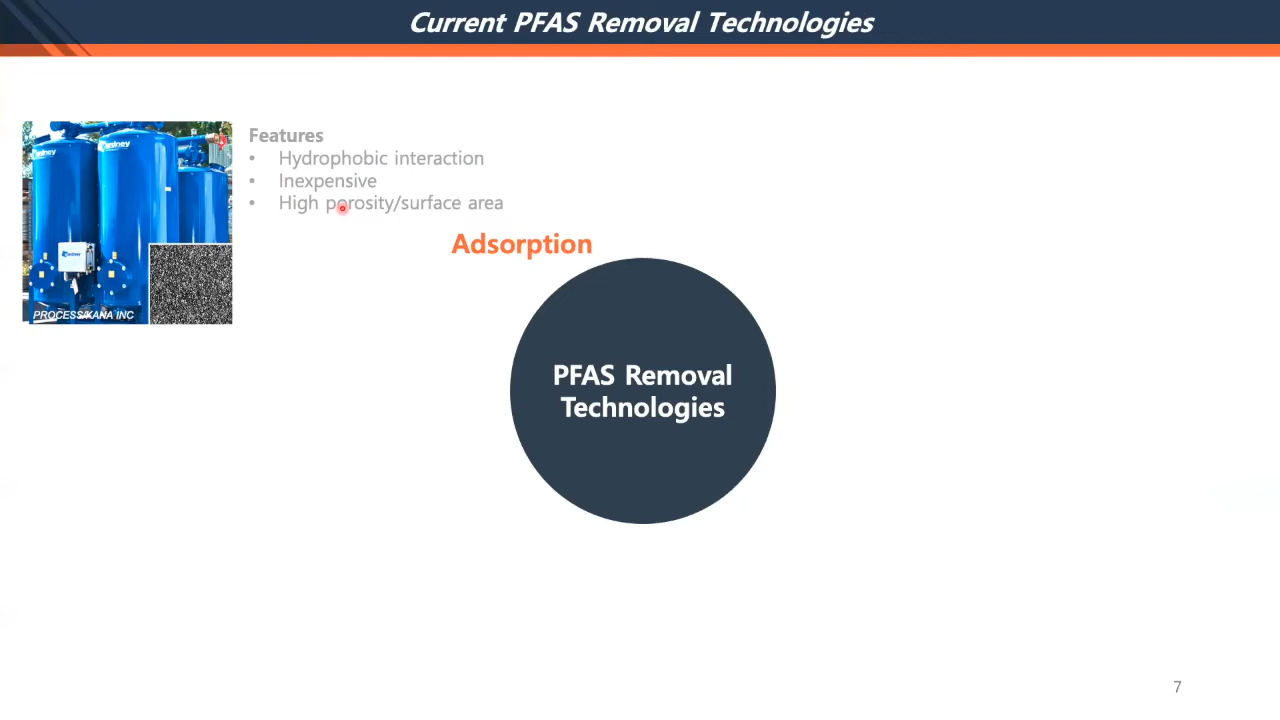 Current PFAS Removal Technologies
Features
• Hydrophobic interaction
• Inexpensive
• High porosity/surface area
Adsorption
PROCESS/KANA INC
PFAS Removal
Technologies
7